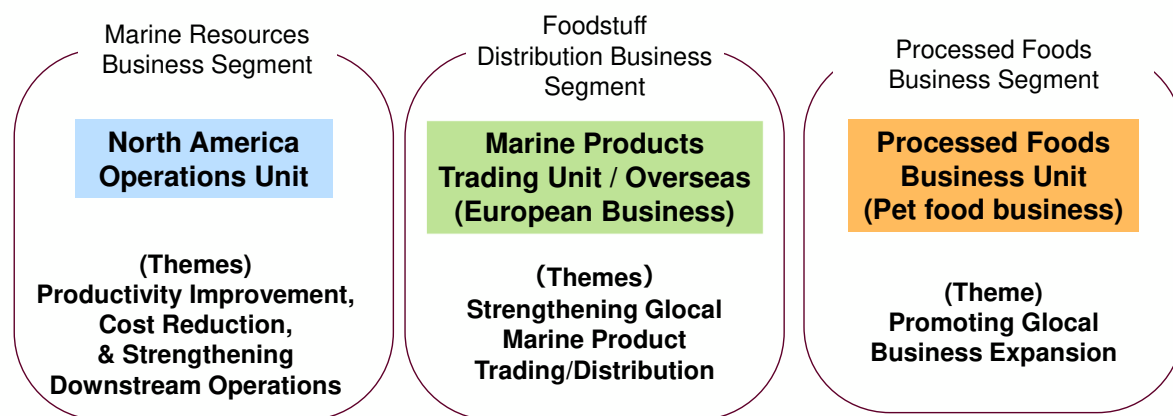 Marine Resources
Business Segment
North America
Operations Unit
(Themes)
Productivity Improvement,
Cost Reduction,
& Strengthening
Downstream Operations
Foodstuff
Distribution Business
Segment
Marine Products
Trading Unit / Overseas
(European Business)
（Themes）
Strengthening Glocal
Marine Product
Trading/Distribution
Processed Foods
Business Segment
Processed Foods
Business Unit
(Pet food business)
(Theme)
Promoting Glocal
Business Expansion